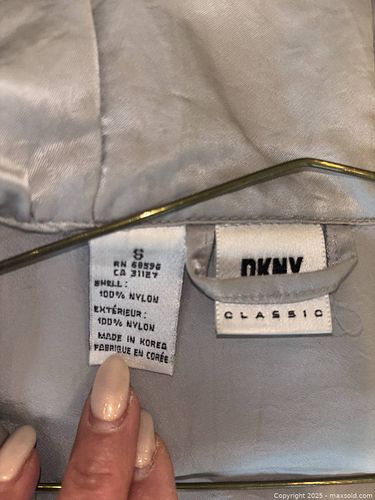 S
RN 68596
CA 31127
SHELL:
100% NYLON
EXTÉRIEUR:
100% NYLON
MADE IN KOREA
FABRIQUE EN CORÉE
DKNY
CLASSIC
Copyright 2025 - maxsold.com